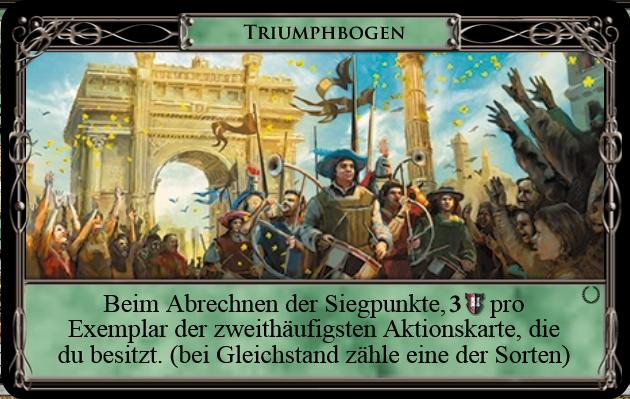 TRIUMPHBOGEN
Beim Abrechnen der Siegpunkte, 3 pro
Exemplar der zweithäufigsten Aktionskarte, die
du besitzt. (bei Gleichstand zähle eine der Sorten)